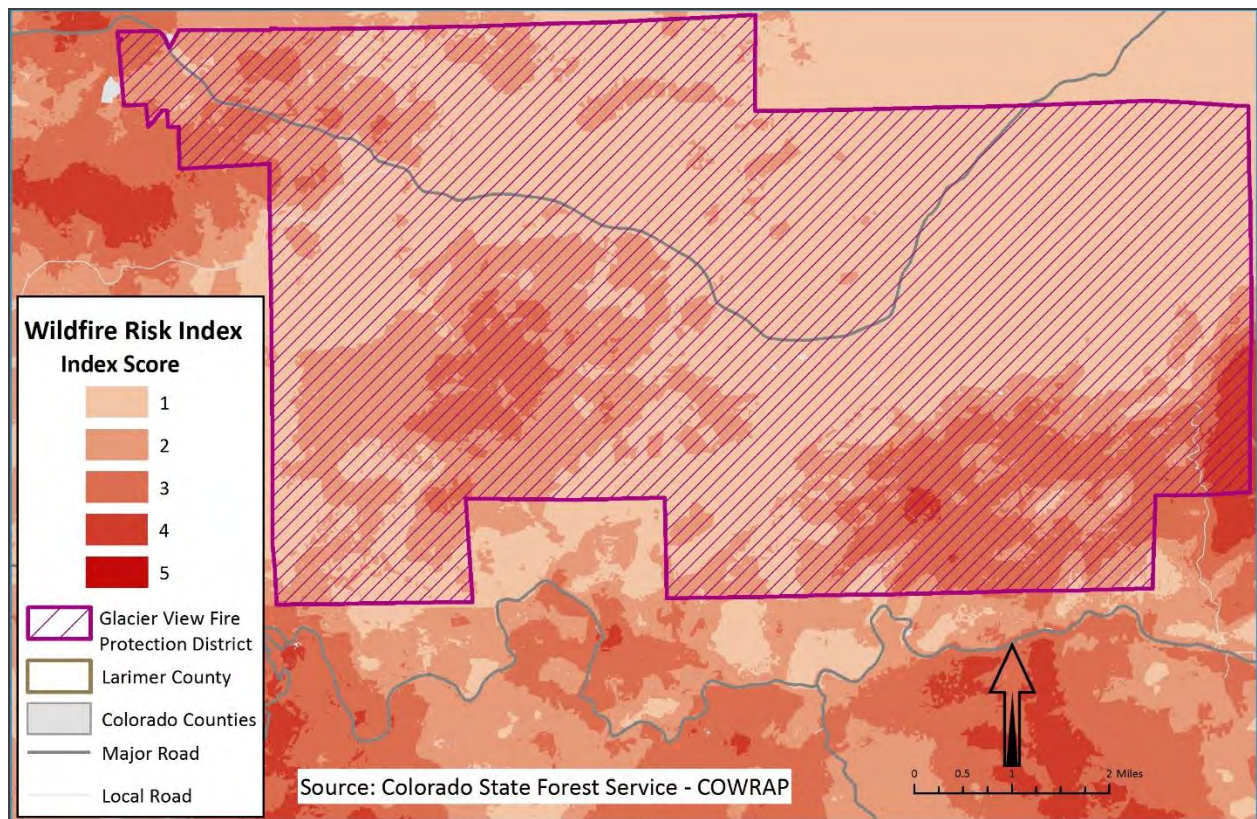 Wildfire Risk Index
Index Score
1
2
3
4
5
Glacier View Fire
Protection District
Larimer County
Colorado Counties
Major Road
Local Road
Source: Colorado State Forest Service - COWRAP
0 0.5 1 2 Miles